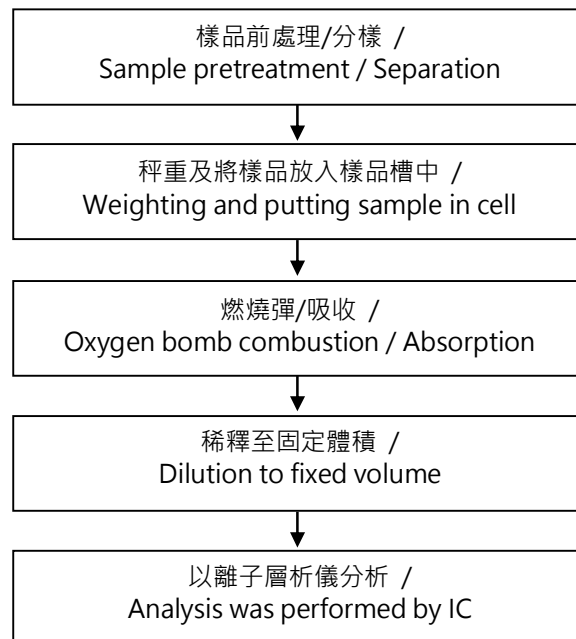 樣品前處理/分樣 /
Sample pretreatment / Separation
秤重及將樣品放入樣品槽中 /
Weighting and putting sample in cell
燃燒彈/吸收 /
Oxygen bomb combustion / Absorption
稀釋至固定體積 /
Dilution to fixed volume
以離子層析儀分析 /
Analysis was performed by IC